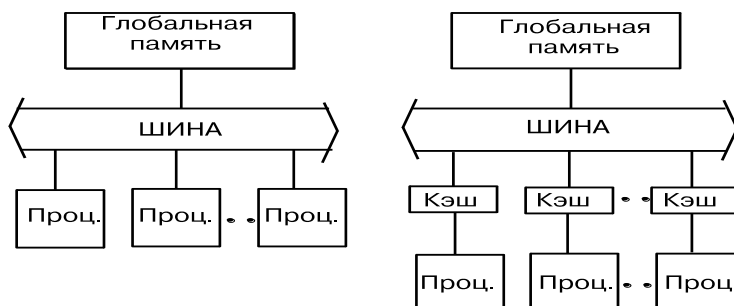 Глобальная
память
ШИНА
Проц. Проц. . . Проц.
Глобальная
память
ШИНА
Кэш Кэш . . Кэш
Проц. Проц. . . Проц